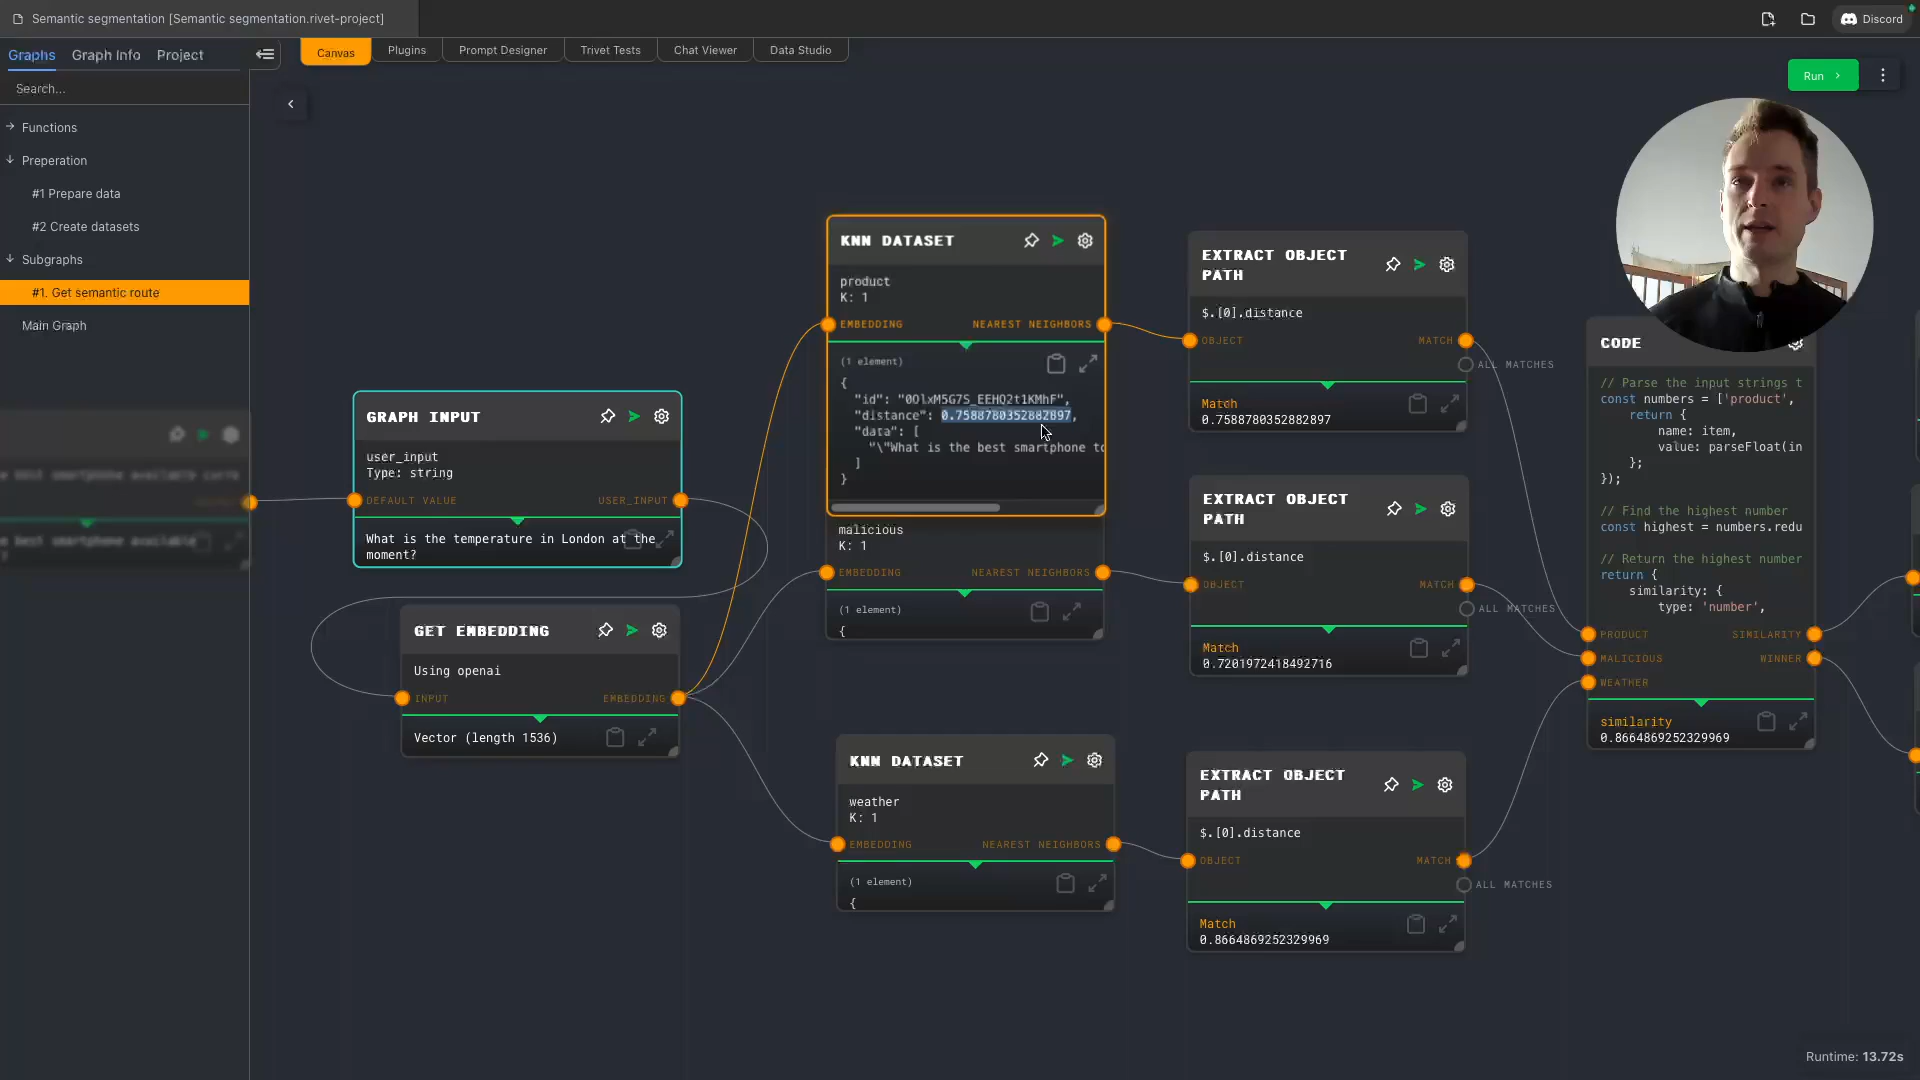 Semantic segmentation [Semantic segmentation.rivet-project]
Discord
Graphs
Graph Info
Project
Canvas
Plugins
Prompt Designer
Trivet Tests
Chat Viewer
Data Studio
Run
Search...
Functions
Preperation
#1 Prepare data
#2 Create datasets
Subgraphs
#1. Get semantic route
Main Graph
GRAPH INPUT
user_input
Type: string
DEFAULT VALUE
USER_INPUT
What is the temperature in London at the
moment?
GET EMBEDDING
Using openai
INPUT
EMBEDDING
Vector (length 1536)
KNN DATASET
product
K: 1
EMBEDDING
NEAREST NEIGHBORS
(1 element)
{
"id": "0OlxM5G7S_EEHQ2t1KMhF",
"distance": 0.7588780352882897,
"data": [
"\"What is the best smartphone to
]
}
malicious
K: 1
EMBEDDING
NEAREST NEIGHBORS
(1 element)
{
KNN DATASET
weather
K: 1
EMBEDDING
NEAREST NEIGHBORS
(1 element)
{
EXTRACT OBJECT
PATH
$.[0].distance
OBJECT
MATCH
ALL MATCHES
Match
0.7588780352882897
EXTRACT OBJECT
PATH
$.[0].distance
OBJECT
MATCH
ALL MATCHES
Match
0.7201972418492716
EXTRACT OBJECT
PATH
$.[0].distance
OBJECT
MATCH
ALL MATCHES
Match
0.8664869252329969
CODE
// Parse the input strings t
const numbers = ['product',
return {
name: item,
value: parseFloat(in
};
});
// Find the highest number
const highest = numbers.redu
// Return the highest number
return {
similarity: {
type: 'number',
PRODUCT
SIMILARITY
MALICIOUS
WINNER
WEATHER
similarity
0.8664869252329969
Runtime: 13.72s